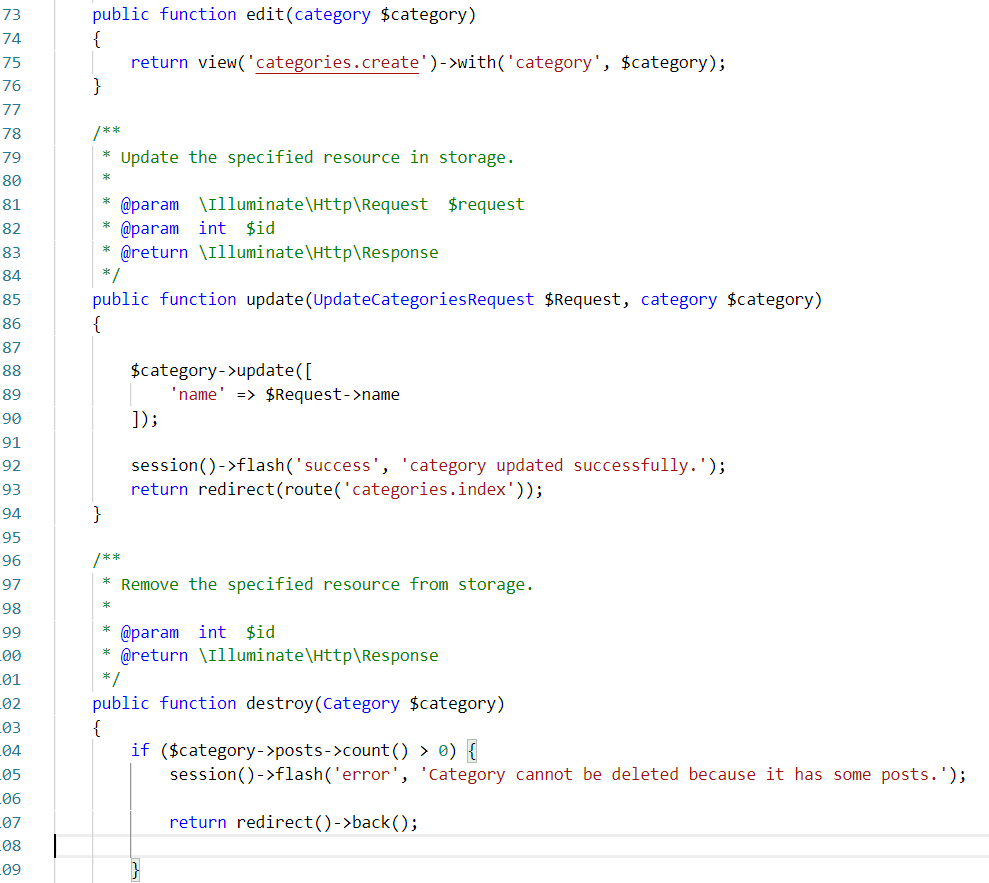 73 public function edit(category $category)
74 {
75 return view('categories.create')->with('category', $category);
76 }
77
78 /**
79 * Update the specified resource in storage.
80 *
81 * @param  \Illuminate\Http\Request  $request
82 * @param  int  $id
83 * @return \Illuminate\Http\Response
84 */
85 public function update(UpdateCategoriesRequest $Request, category $category)
86 {
87
88 $category->update([
89 'name' => $Request->name
90 ]);
91
92 session()->flash('success', 'category updated successfully.');
93 return redirect(route('categories.index'));
94 }
95
96 /**
97 * Remove the specified resource from storage.
98 *
99 * @param  int  $id
00 * @return \Illuminate\Http\Response
01 */
02 public function destroy(Category $category)
03 {
04 if ($category->posts->count() > 0) {
05 session()->flash('error', 'Category cannot be deleted because it has some posts.');
06
07 return redirect()->back();
08
09 }